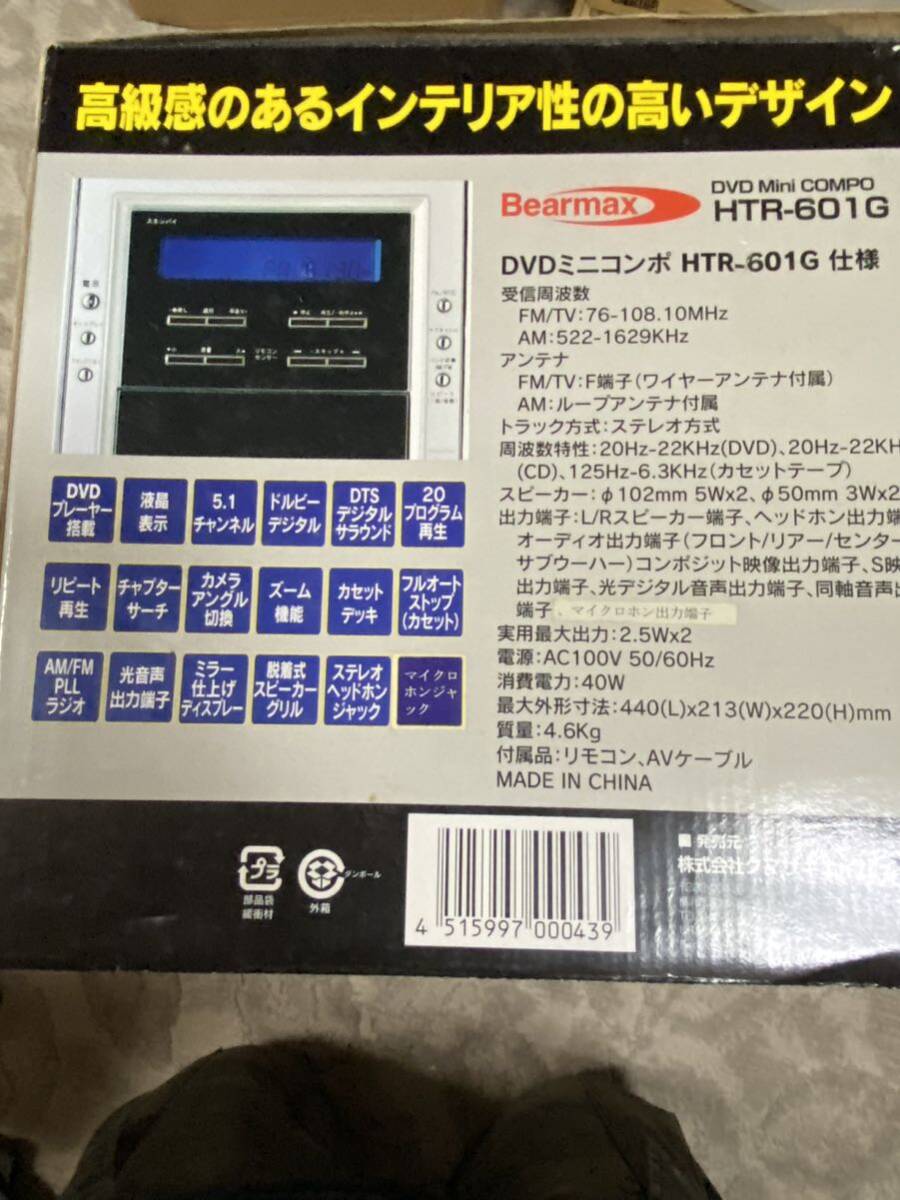 高級感のあるインテリア性の高いデザイン
スタンバイ
電源
リモコン
センサー
Bearmax
DVD Mini COMPO
HTR-601G
DVDミニコンポ HTR-601G 仕様
受信周波数
FM/TV:76-108.10MHz
AM:522-1629KHz
アンテナ
FM/TV:F端子(ワイヤーアンテナ付属)
AM:ループアンテナ付属
トラック方式:ステレオ方式
周波数特性:20Hz-22KHz(DVD)、20Hz-22KH
(CD)、125Hz-6.3KHz(カセットテープ)
スピーカー:φ102mm 5Wx2、φ50mm 3Wx2
出力端子:L/Rスピーカー端子、ヘッドホン出力端
オーディオ出力端子(フロント/リアー/センター
サブウーハー)コンポジット映像出力端子、S映
出力端子、光デジタル音声出力端子、同軸音声出
端子、マイクロホン出力端子
実用最大出力:2.5Wx2
電源:AC100V 50/60Hz
消費電力:40W
最大外形寸法:440(L)x213(W)x220(H)mm
質量:4.6Kg
付属品:リモコン、AVケーブル
MADE IN CHINA
DVD
プレーヤー
搭載
液晶
表示
5.1
チャンネル
ドルビー
デジタル
DTS
デジタル
サラウンド
20
プログラム
再生
リピート
再生
チャプター
サーチ
カメラ
アングル
切換
ズーム
機能
カセット
デッキ
フルオート
ストップ
(カセット)
AM/FM
PLL
ラジオ
光音声
出力端子
ミラー
仕上げ
ディスプレー
脱着式
スピーカー
グリル
ステレオ
ヘッドホン
ジャック
マイクロ
ホンジャ
ック
プラ
部品袋
緩衝材
ダンボール
外箱
4 515997 000439
■ 発売元
株式会社クマザキ